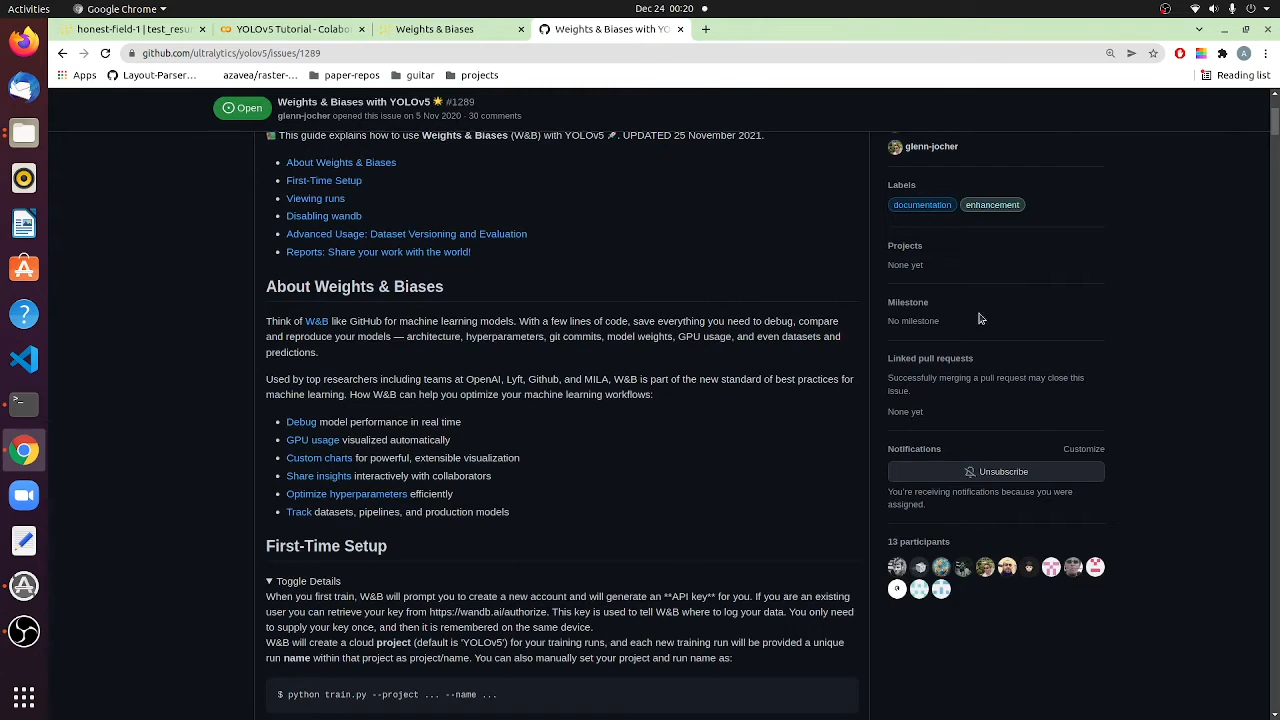 Activities
Google Chrome
Dec 24 00:20
honest-field-1 | test_resu
YOLOv5 Tutorial - Colabo
Weights & Biases
Weights & Biases with YO
github.com/ultralytics/yolov5/issues/1289
A
Apps
Layout-Parser...
azavea/raster-...
paper-repos
guitar
projects
Reading list
Open
Weights & Biases with YOLOv5 🌟 #1289
glenn-jocher opened this issue on 5 Nov 2020 · 30 comments
📚 This guide explains how to use Weights & Biases (W&B) with YOLOv5 🚀. UPDATED 25 November 2021.
• About Weights & Biases
• First-Time Setup
• Viewing runs
• Disabling wandb
• Advanced Usage: Dataset Versioning and Evaluation
• Reports: Share your work with the world!
About Weights & Biases
Think of W&B like GitHub for machine learning models. With a few lines of code, save everything you need to debug, compare
and reproduce your models — architecture, hyperparameters, git commits, model weights, GPU usage, and even datasets and
predictions.
Used by top researchers including teams at OpenAI, Lyft, Github, and MILA, W&B is part of the new standard of best practices for
machine learning. How W&B can help you optimize your machine learning workflows:
• Debug model performance in real time
• GPU usage visualized automatically
• Custom charts for powerful, extensible visualization
• Share insights interactively with collaborators
• Optimize hyperparameters efficiently
• Track datasets, pipelines, and production models
First-Time Setup
▼ Toggle Details
When you first train, W&B will prompt you to create a new account and will generate an **API key** for you. If you are an existing
user you can retrieve your key from https://wandb.ai/authorize. This key is used to tell W&B where to log your data. You only need
to supply your key once, and then it is remembered on the same device.
W&B will create a cloud project (default is 'YOLOv5') for your training runs, and each new training run will be provided a unique
run name within that project as project/name. You can also manually set your project and run name as:
$ python train.py --project ... --name ...
glenn-jocher
Labels
documentation
enhancement
Projects
None yet
Milestone
No milestone
Linked pull requests
Successfully merging a pull request may close this
issue.
None yet
Notifications
Customize
Unsubscribe
You're receiving notifications because you were
assigned.
13 participants